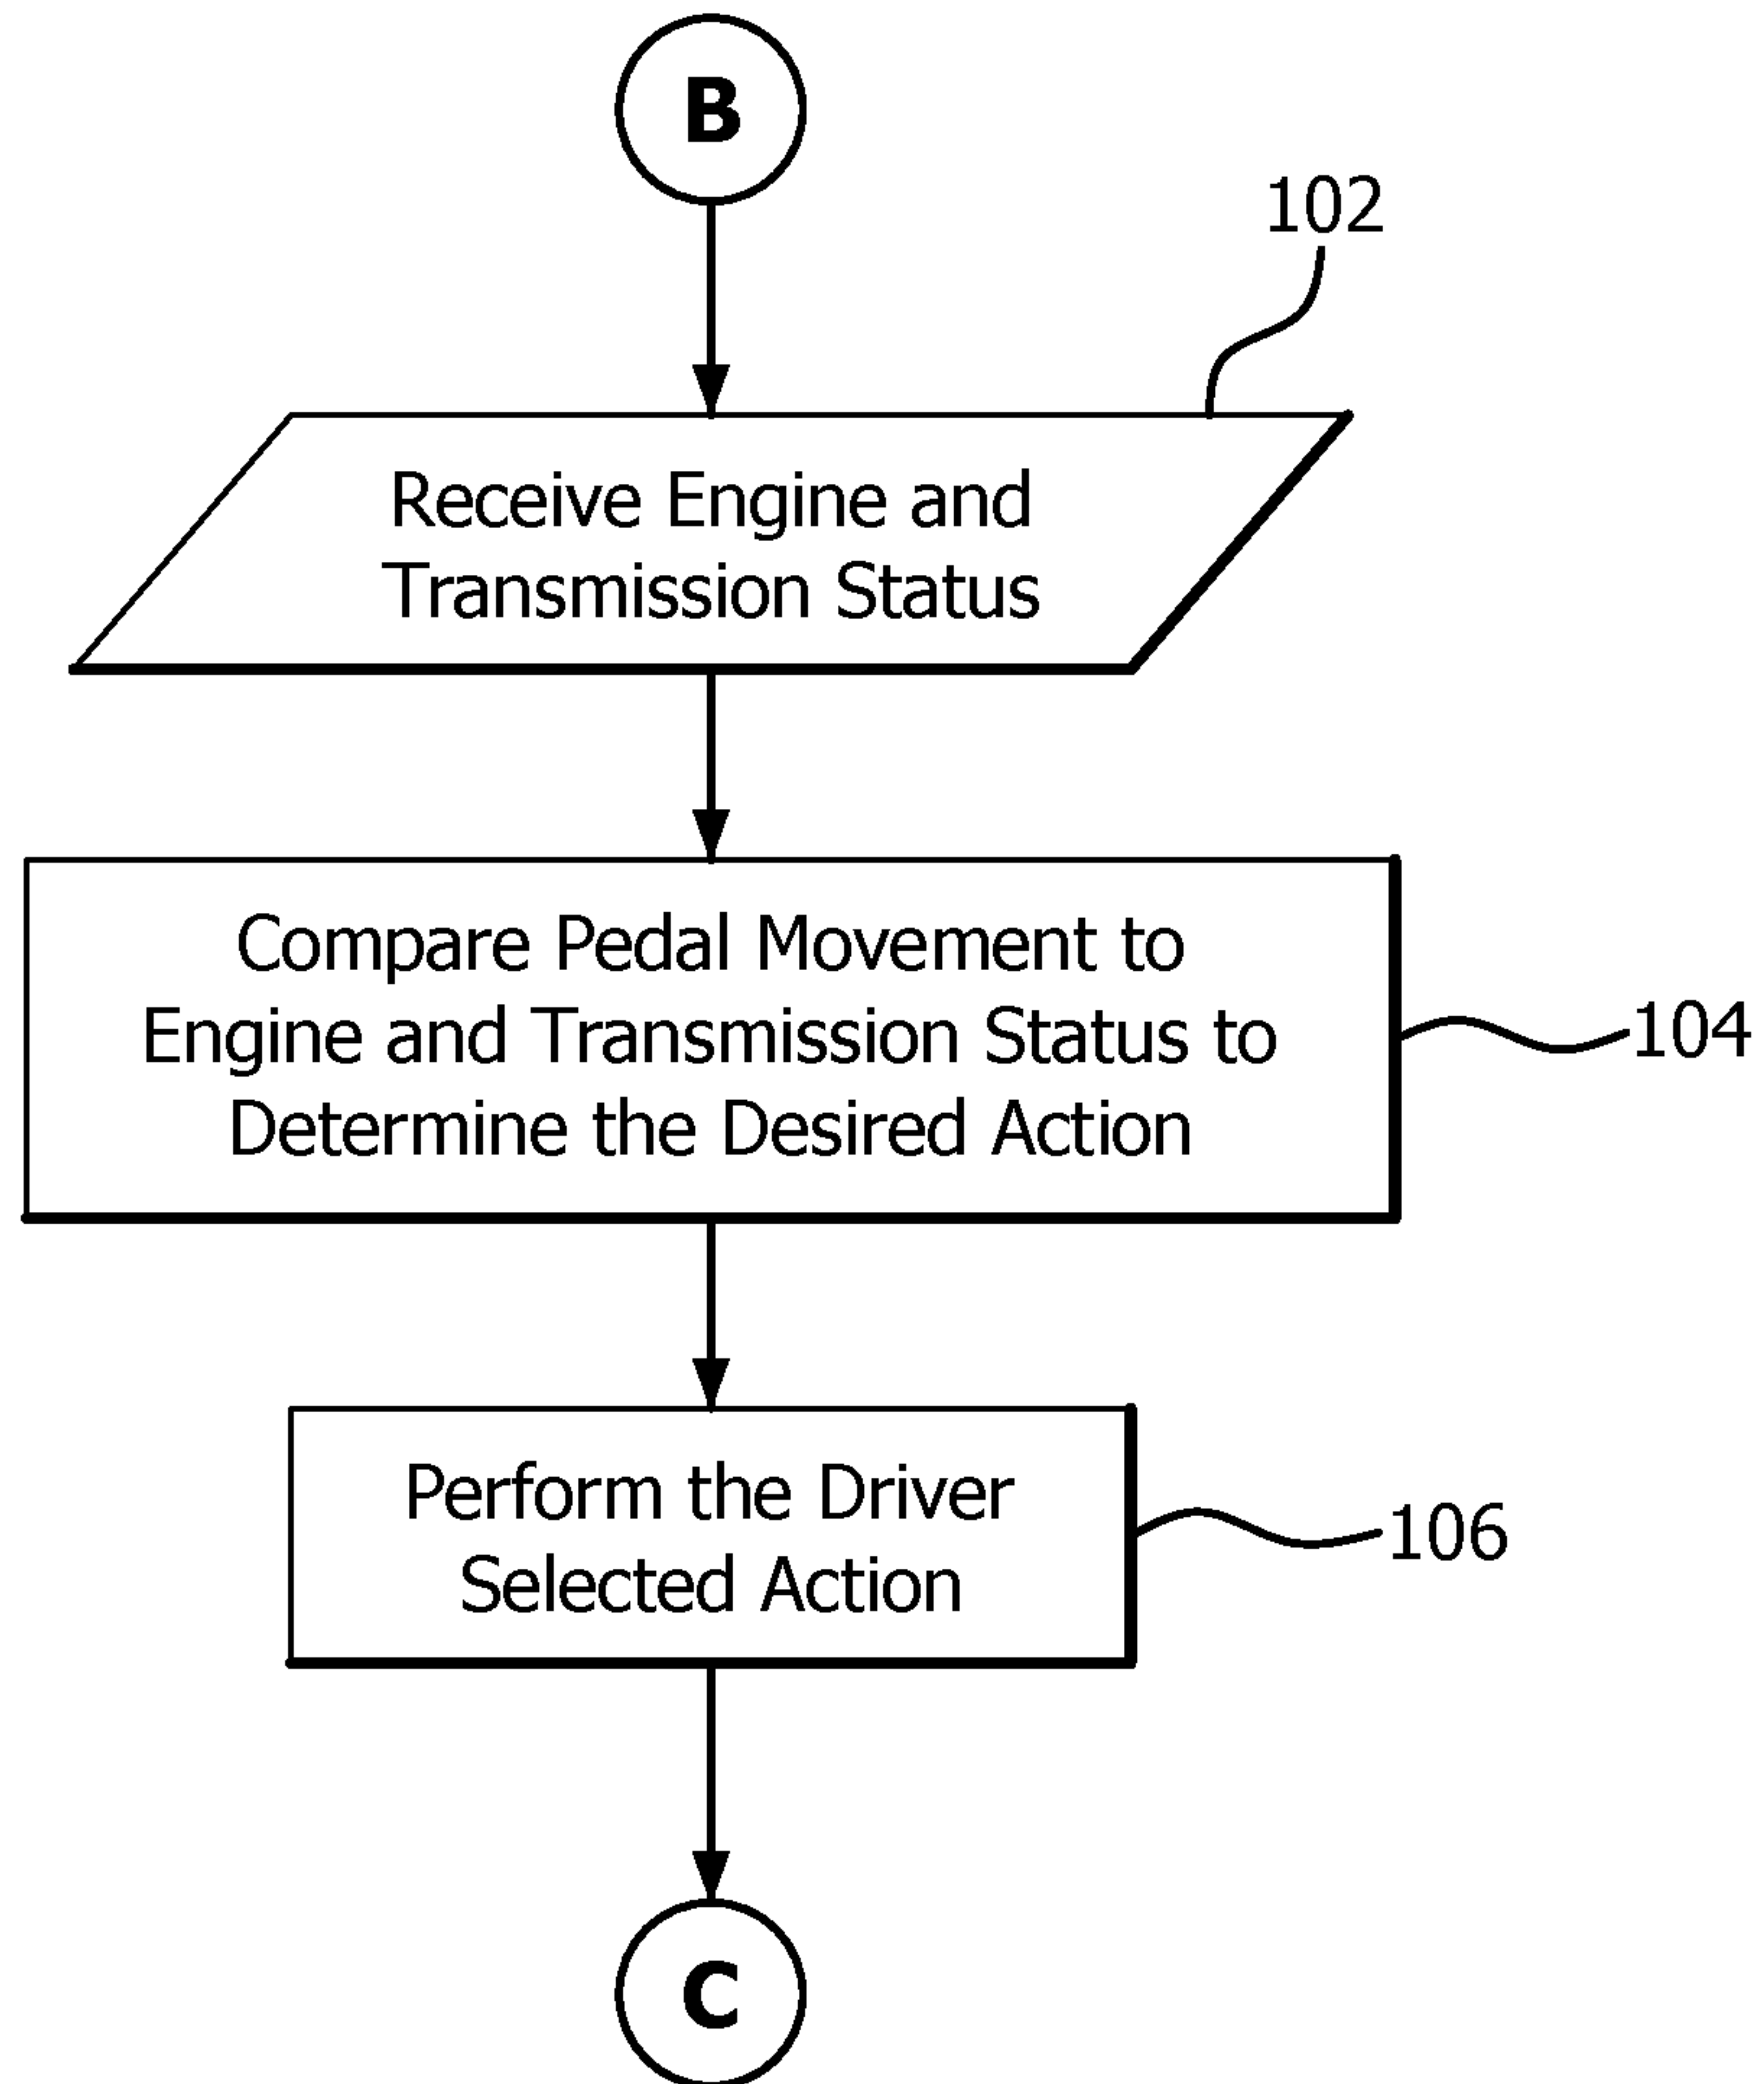 B
102
Receive Engine and
Transmission Status
Compare Pedal Movement to
Engine and Transmission Status to
Determine the Desired Action
104
Perform the Driver
Selected Action
106
C